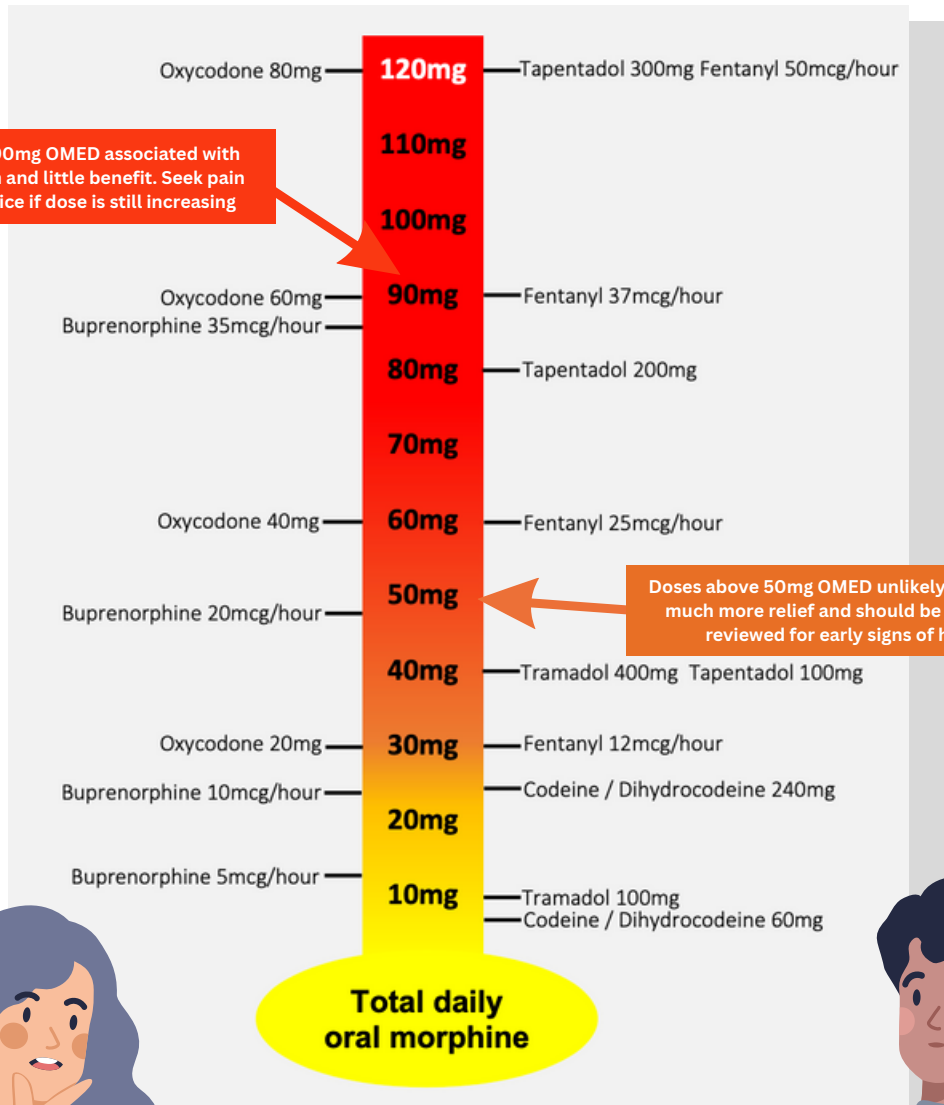 Oxycodone 80mg 120mg Tapentadol 300mg Fentanyl 50mcg/hour
110mg
0mg OMED associated with
and little benefit. Seek pain
ice if dose is still increasing
100mg
Oxycodone 60mg 90mg Fentanyl 37mcg/hour
Buprenorphine 35mcg/hour
80mg Tapentadol 200mg
70mg
Oxycodone 40mg 60mg Fentanyl 25mcg/hour
50mg
Doses above 50mg OMED unlikely
much more relief and should be
reviewed for early signs of
Buprenorphine 20mcg/hour
40mg Tramadol 400mg Tapentadol 100mg
Oxycodone 20mg 30mg Fentanyl 12mcg/hour
Buprenorphine 10mcg/hour Codeine / Dihydrocodeine 240mg
20mg
Buprenorphine 5mcg/hour
10mg Tramadol 100mg
Codeine / Dihydrocodeine 60mg
Total daily
oral morphine